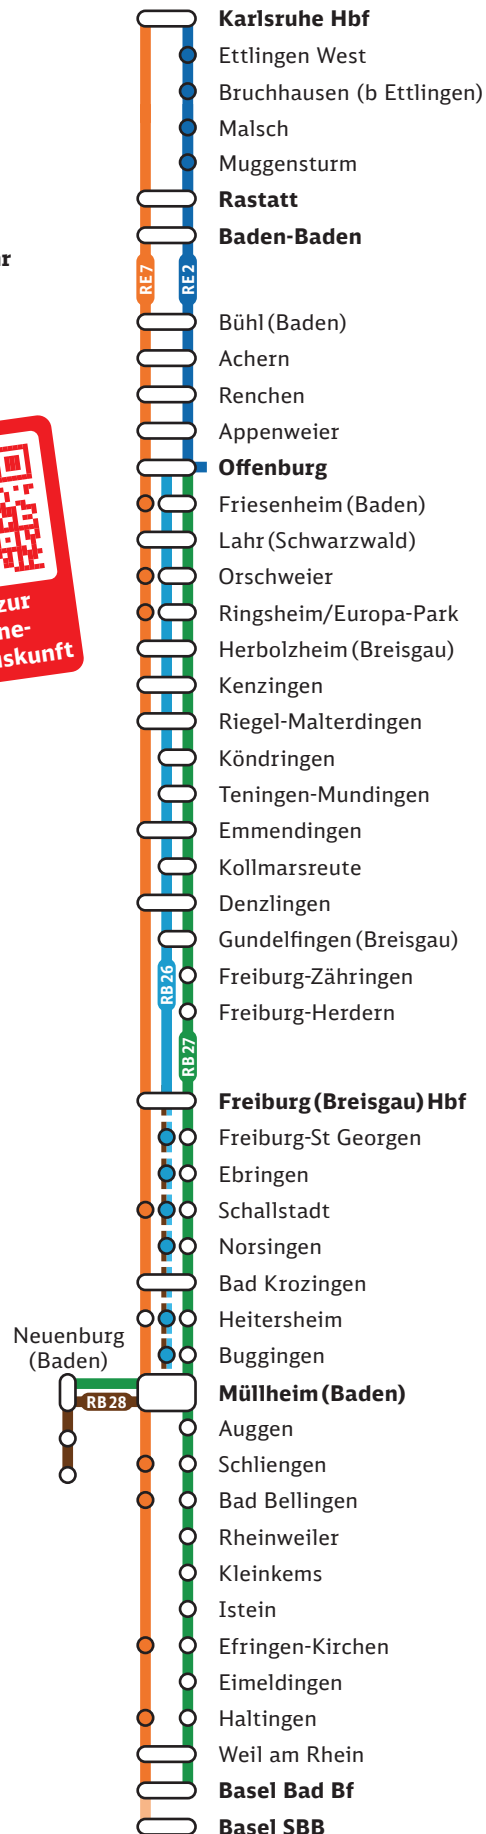 Karlsruhe Hbf
Ettlingen West
Bruchhausen (b Ettlingen)
Malsch
Muggensturm
Rastatt
Baden-Baden
RE 7
RE 2
Bühl (Baden)
Achern
Renchen
Appenweier
Offenburg
Friesenheim (Baden)
Lahr (Schwarzwald)
Orschweier
zur
Ringsheim/Europa-Park
Herbolzheim (Breisgau)
Kenzingen
Riegel-Malterdingen
Köndringen
Teningen-Mundingen
Emmendingen
Kollmarsreute
Denzlingen
Gundelfingen (Breisgau)
RB 26
Freiburg-Zähringen
Freiburg-Herdern
RB 27
Freiburg (Breisgau) Hbf
Freiburg-St Georgen
Ebringen
Schallstadt
Norsingen
Bad Krozingen
Heitersheim
Neuenburg
(Baden)
Buggingen
RB 28
Müllheim (Baden)
Auggen
Schliengen
Bad Bellingen
Rheinweiler
Kleinkems
Istein
Efringen-Kirchen
Eimeldingen
Haltingen
Weil am Rhein
Basel Bad Bf
Basel SBB